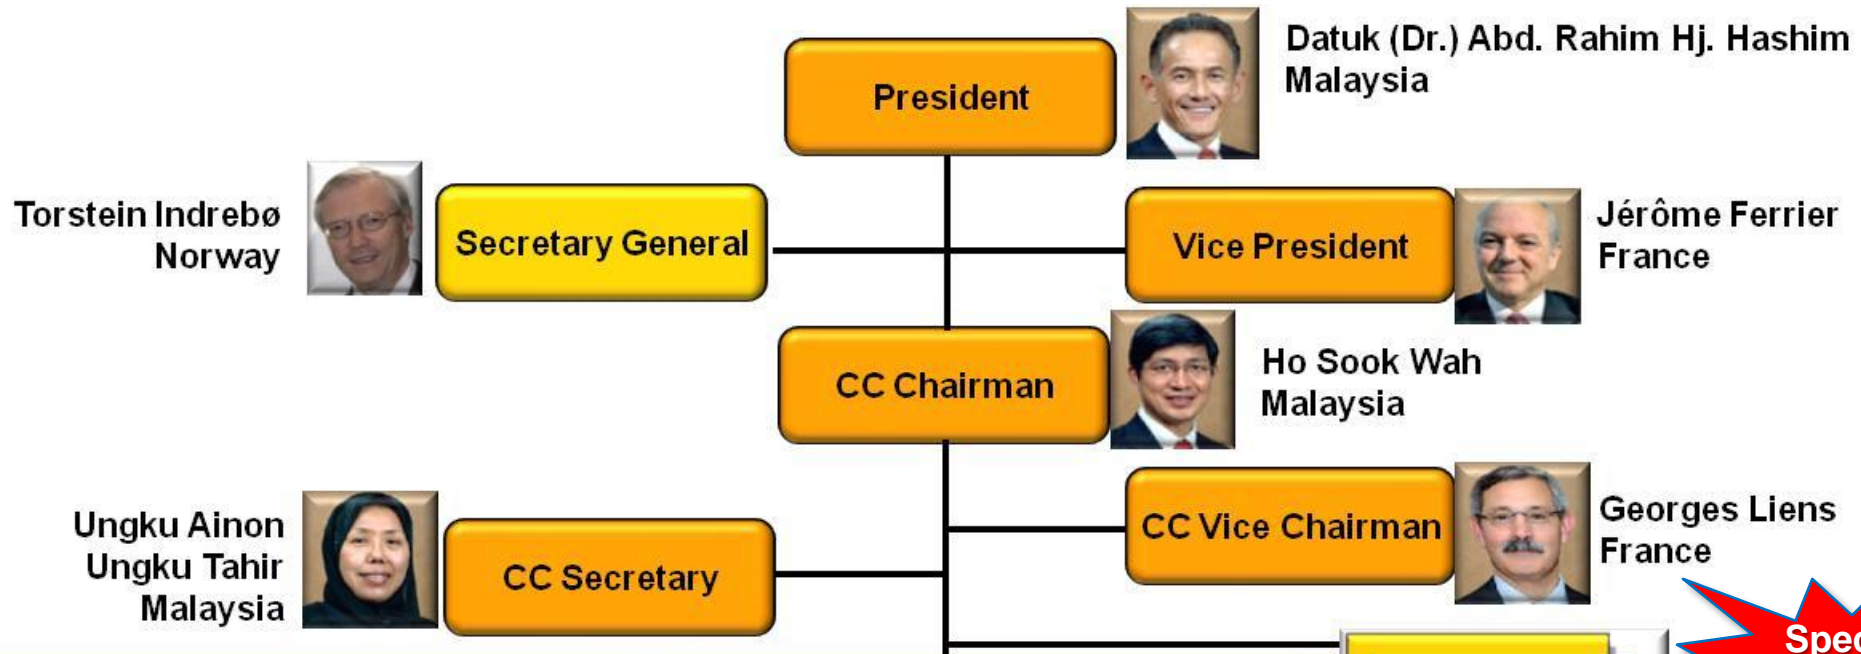 Datuk (Dr.) Abd. Rahim Hj. Hashim
Malaysia
President
Torstein Indrebø
Norway
Secretary General
Vice President
Jérôme Ferrier
France
CC Chairman
Ho Sook Wah
Malaysia
Ungku Ainon
Ungku Tahir
Malaysia
CC Secretary
CC Vice Chairman
Georges Liens
France